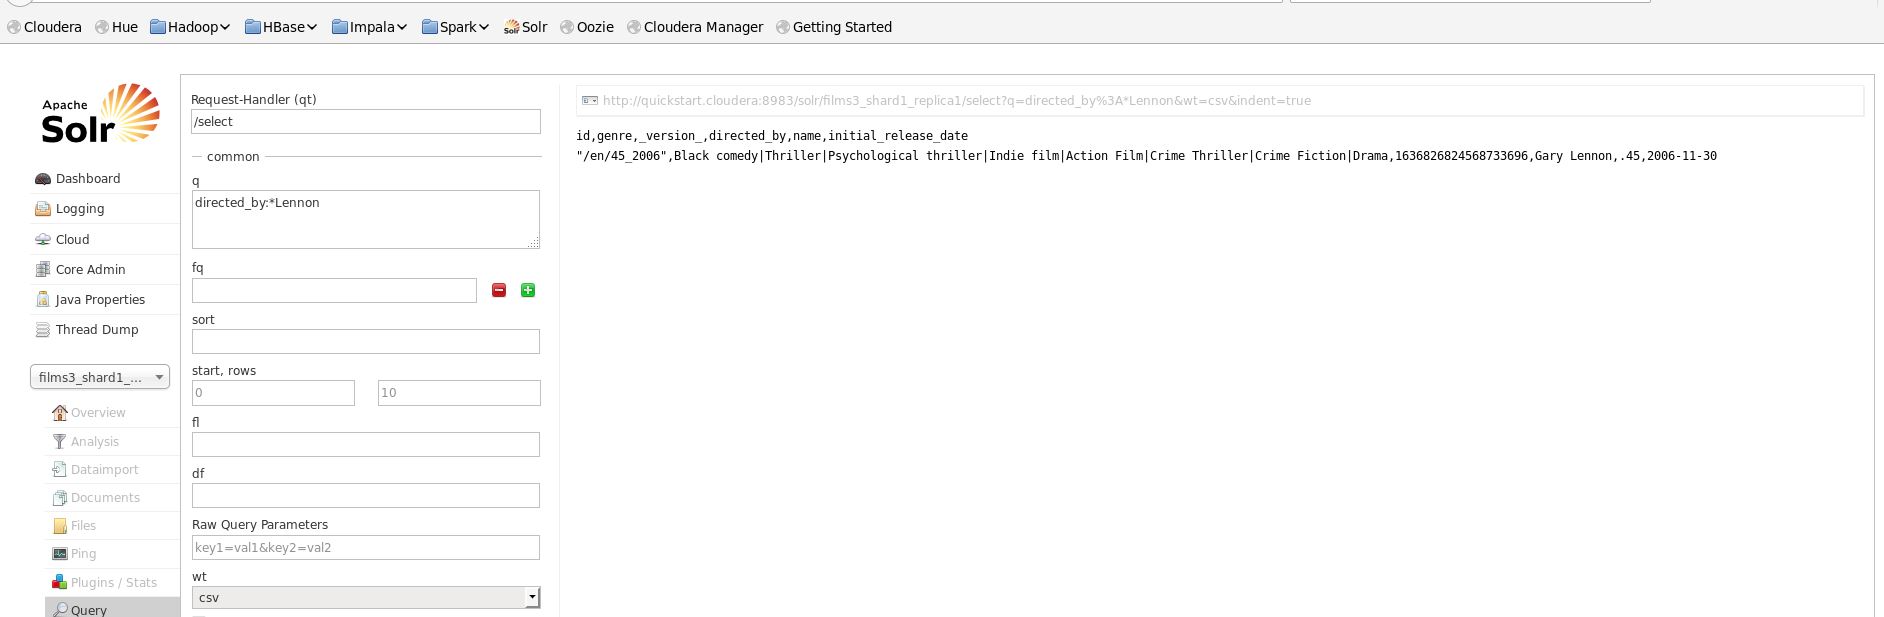 Cloudera Hue Hadoop HBase Impala Spark Solr Oozie Cloudera Manager Getting Started
Apache
Solr
Dashboard
Logging
Cloud
Core Admin
Java Properties
Thread Dump
films3_shard1_...
Overview
Analysis
Dataimport
Documents
Files
Ping
Plugins / Stats
Query
Request-Handler (qt)
/select
common
q
directed_by:*Lennon
fq
sort
start, rows
0 10
fl
df
Raw Query Parameters
key1=val1&key2=val2
wt
csv
http://quickstart.cloudera:8983/solr/films3_shard1_replica1/select?q=directed_by%3A*Lennon&wt=csv&indent=true
id,genre,_version_,directed_by,name,initial_release_date
"/en/45_2006",Black comedy|Thriller|Psychological thriller|Indie film|Action Film|Crime Thriller|Crime Fiction|Drama,1636826824568733696,Gary Lennon,.45,2006-11-30